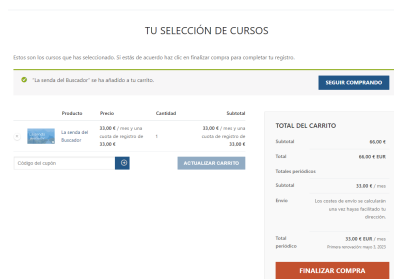 TU SELECCIÓN DE CURSOS
Estos son los cursos que has seleccionado. Si estás de acuerdo haz clic en finalizar compra para completar tu registro.
"La senda del Buscador" se ha añadido a tu carrito.
SEGUIR COMPRANDO
Producto Precio Cantidad Subtotal
La senda del Buscador
33,00 € / mes y una
cuota de registro de
33,00 €
1
33,00 € / mes y una
cuota de registro de
33,00 €
Código del cupón
ACTUALIZAR CARRITO
TOTAL DEL CARRITO
Subtotal 66,00 €
Total 66,00 € EUR
Totales periódicos
Subtotal 33,00 € / mes
Envío Los costes de envío se calcularán
una vez hayas facilitado tu
dirección.
Total periódico
33,00 € EUR / mes
Primera renovación: mayo 3, 2023
FINALIZAR COMPRA